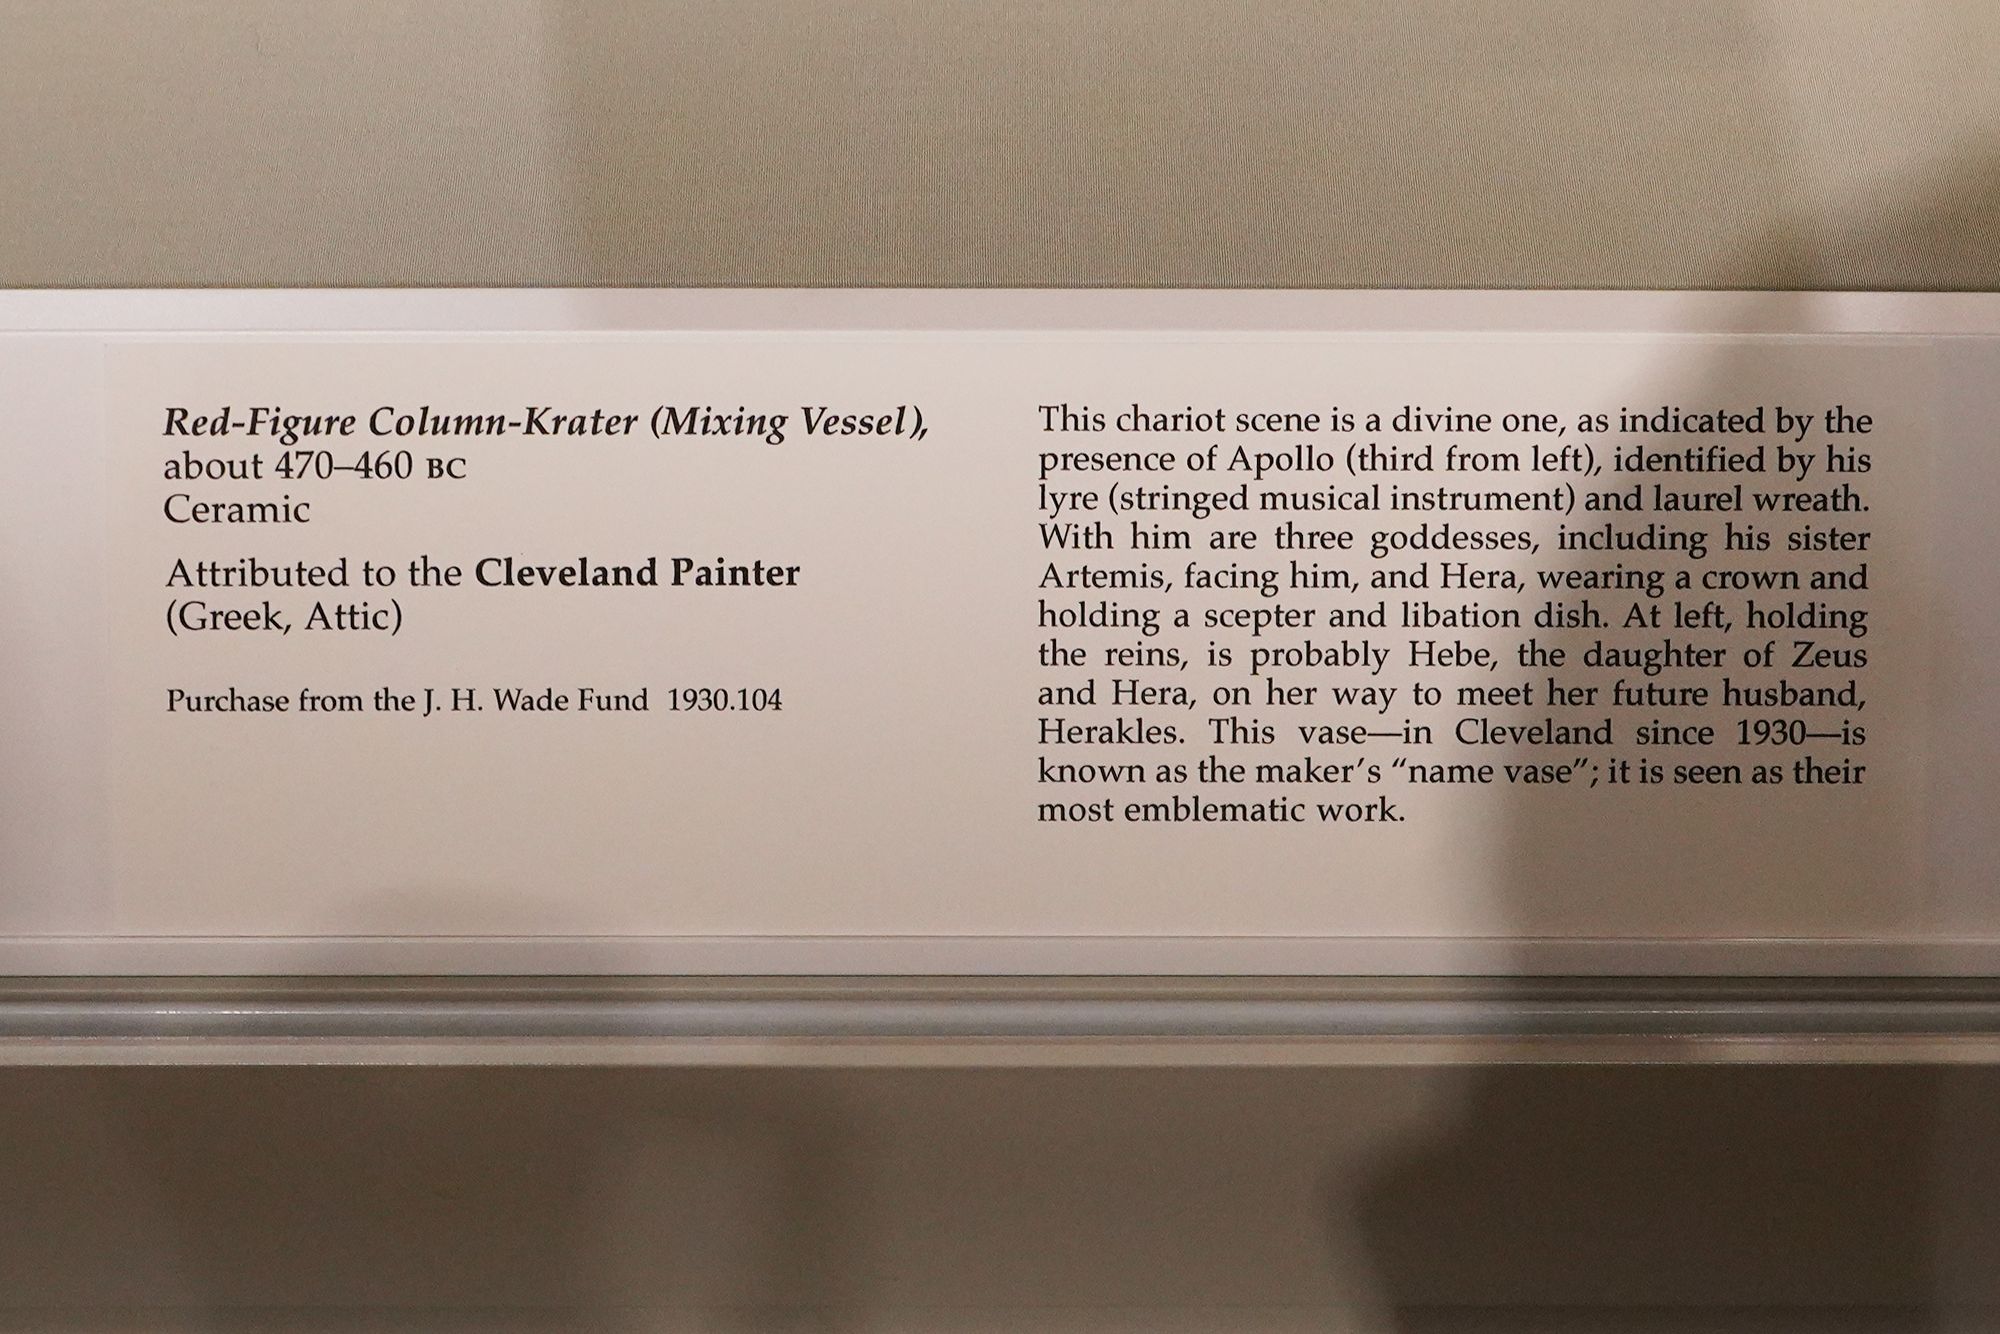 Red-Figure Column-Krater (Mixing Vessel),
about 470–460 BC
Ceramic
Attributed to the Cleveland Painter
(Greek, Attic)
Purchase from the J. H. Wade Fund 1930.104
This chariot scene is a divine one, as indicated by the
presence of Apollo (third from left), identified by his
lyre (stringed musical instrument) and laurel wreath.
With him are three goddesses, including his sister
Artemis, facing him, and Hera, wearing a crown and
holding a scepter and libation dish. At left, holding
the reins, is probably Hebe, the daughter of Zeus
and Hera, on her way to meet her future husband,
Herakles. This vase—in Cleveland since 1930—is
known as the maker’s “name vase”; it is seen as their
most emblematic work.